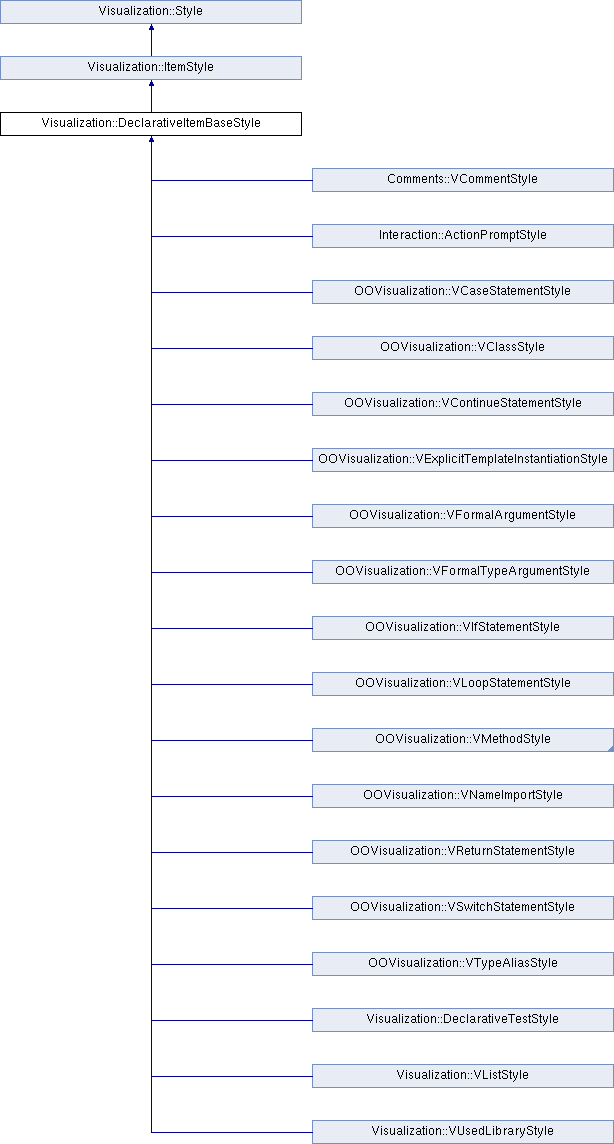 Visualization::Style
Visualization::ItemStyle
Visualization::DeclarativeItemBaseStyle
Comments::VCommentStyle
Interaction::ActionPromptStyle
OOVisualization::VCaseStatementStyle
OOVisualization::VClassStyle
OOVisualization::VContinueStatementStyle
OOVisualization::VExplicitTemplateInstantiationStyle
OOVisualization::VFormalArgumentStyle
OOVisualization::VFormalTypeArgumentStyle
OOVisualization::VIfStatementStyle
OOVisualization::VLoopStatementStyle
OOVisualization::VMethodStyle
OOVisualization::VNameImportStyle
OOVisualization::VReturnStatementStyle
OOVisualization::VSwitchStatementStyle
OOVisualization::VTypeAliasStyle
Visualization::DeclarativeTestStyle
Visualization::VListStyle
Visualization::VUsedLibraryStyle